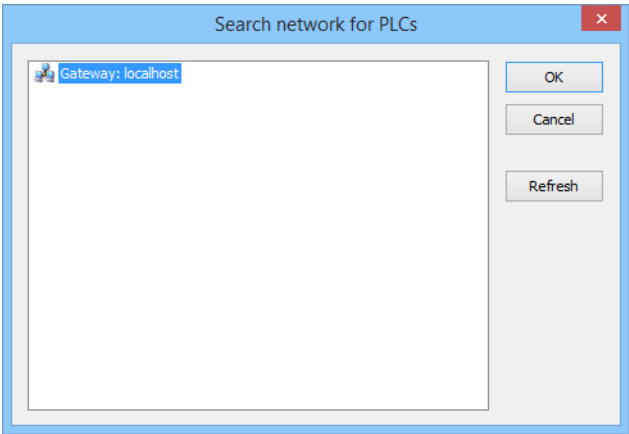 Search network for PLCs
Gateway: localhost
OK
Cancel
Refresh